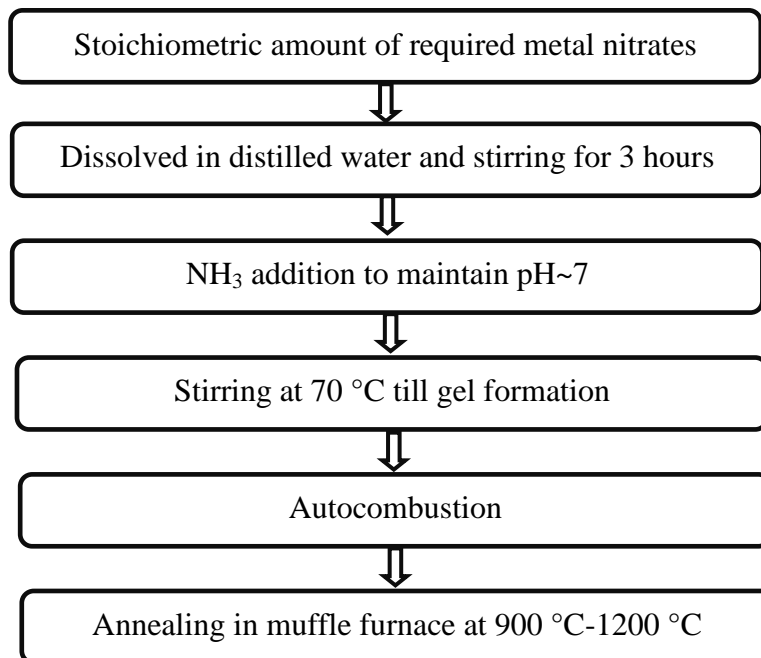 Stoichiometric amount of required metal nitrates
Dissolved in distilled water and stirring for 3 hours
NH₃ addition to maintain pH~7
Stirring at 70 °C till gel formation
Autocombustion
Annealing in muffle furnace at 900 °C-1200 °C